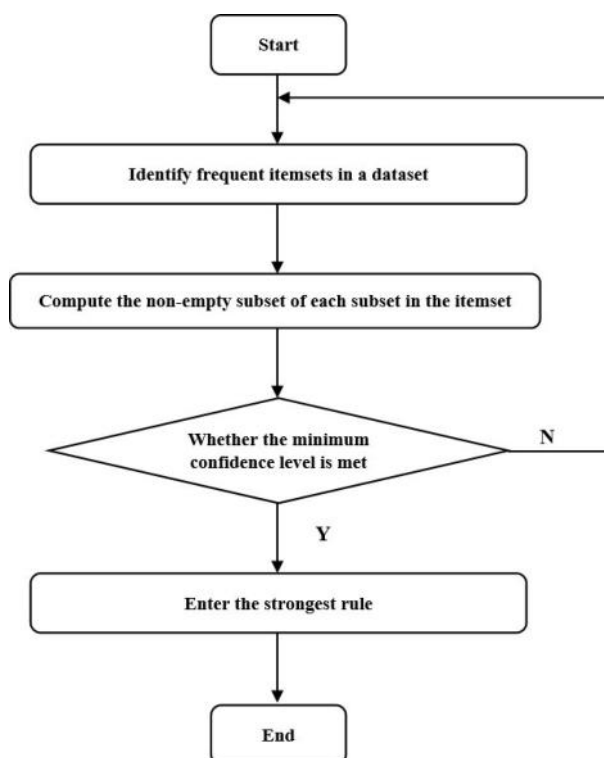 Start
Identify frequent itemsets in a dataset
Compute the non-empty subset of each subset in the itemset
Whether the minimum
confidence level is met
N
Y
Enter the strongest rule
End